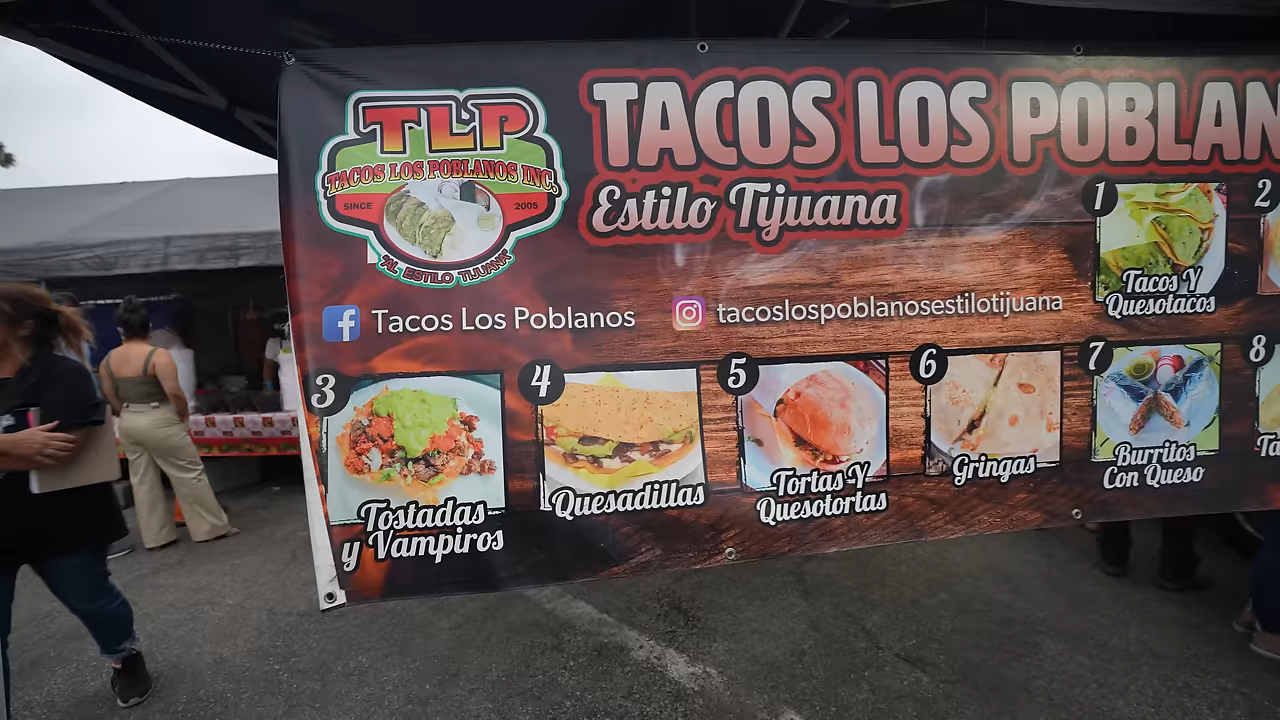 TLP
TACOS LOS POBLANOS INC.
SINCE 2005
"AL ESTILO TIJUANA"
TACOS LOS POBLAN
Estilo Tijuana
Tacos Los Poblanos
tacoslospoblanosestilotijuana
1
Tacos Y
Quesotacos
2
3
Tostadas
y Vampiros
4
Quesadillas
5
Tortas Y
Quesotortas
6
Gringas
7
Burritos
Con Queso
8
Ta